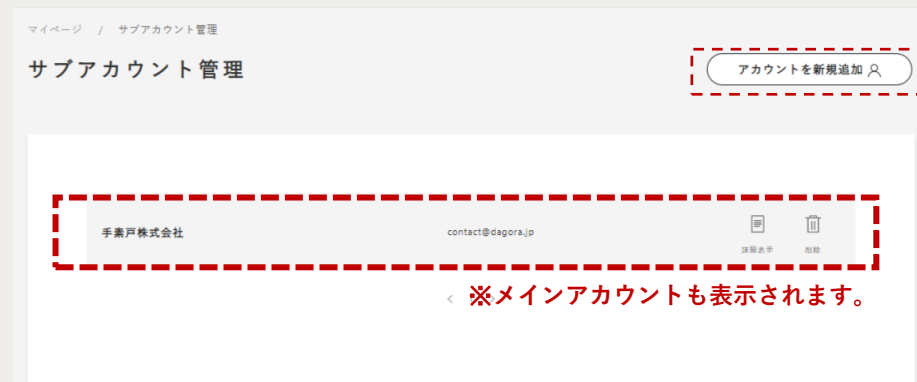 マイページ / サブアカウント管理
サブアカウント管理
アカウントを新規追加
手素戸株式会社
contact@dagora.jp
詳細表示
削除
<
※メインアカウントも表示されます。